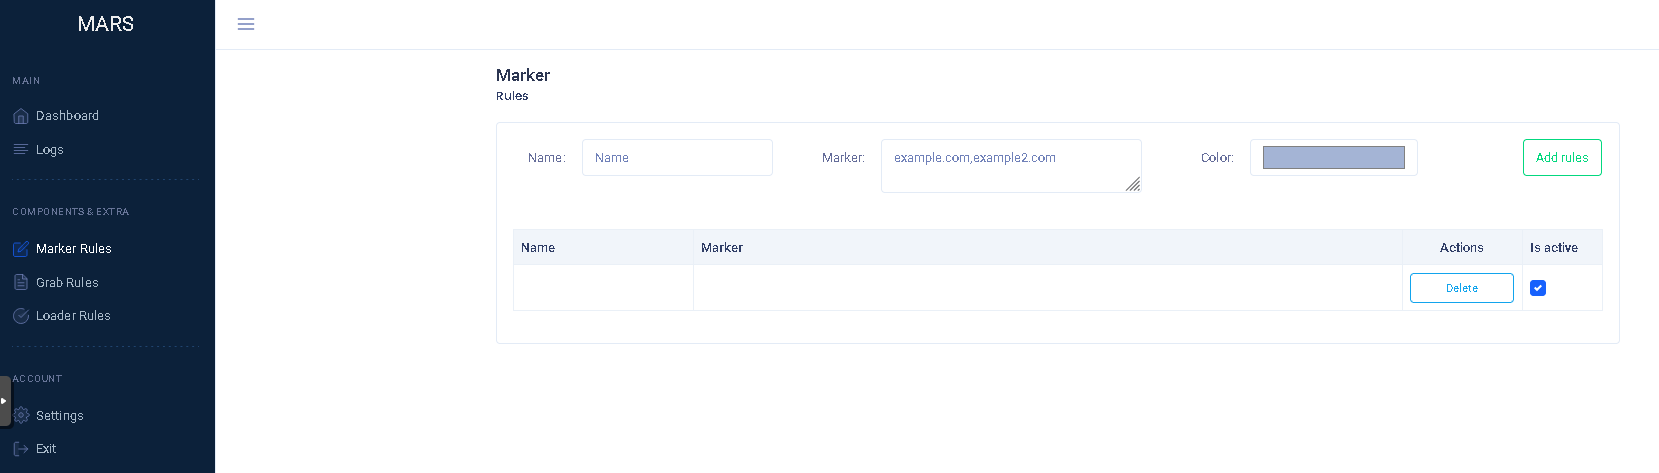 MARS
MAIN
Dashboard
Logs
COMPONENTS & EXTRA
Marker Rules
Grab Rules
Loader Rules
ACCOUNT
Settings
Exit
Marker
Rules
Name: Name Marker: example.com,example2.com Color: Add rules
Name Marker Actions Is active
Delete